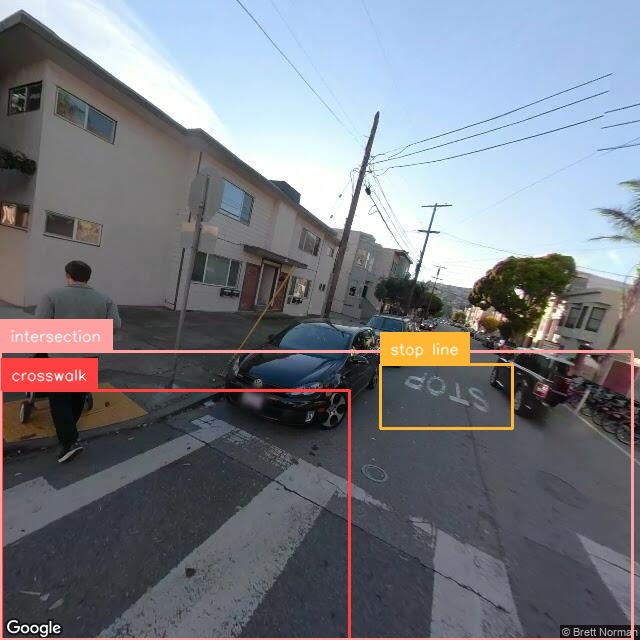 intersection
crosswalk
stop line
STOP
Google
© Brett Norman